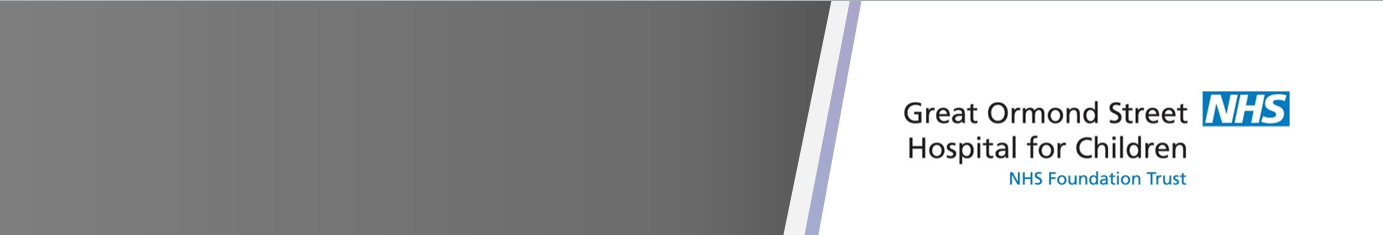 Great Ormond Street NHS
Hospital for Children
NHS Foundation Trust